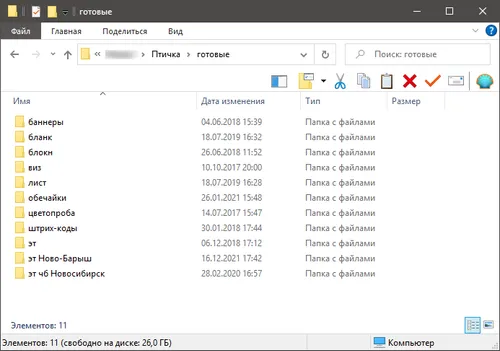 готовые
Файл Главная Поделиться Вид
« Птичка › готовые
Поиск: готовые
Имя Дата изменения Тип Размер
баннеры 04.06.2018 15:39 Папка с файлами
бланк 18.07.2019 16:32 Папка с файлами
блокн 26.06.2018 11:52 Папка с файлами
виз 10.10.2017 20:00 Папка с файлами
лист 18.07.2019 16:28 Папка с файлами
обечайки 26.01.2021 15:48 Папка с файлами
цветопроба 14.07.2017 15:47 Папка с файлами
штрих-коды 30.01.2018 17:44 Папка с файлами
эт 06.12.2018 17:12 Папка с файлами
эт Ново-Барыш 16.12.2021 17:42 Папка с файлами
эт чб Новосибирск 28.02.2020 16:57 Папка с файлами
Элементов: 11
Элементов: 11 (свободно на диске: 26,0 ГБ) Компьютер